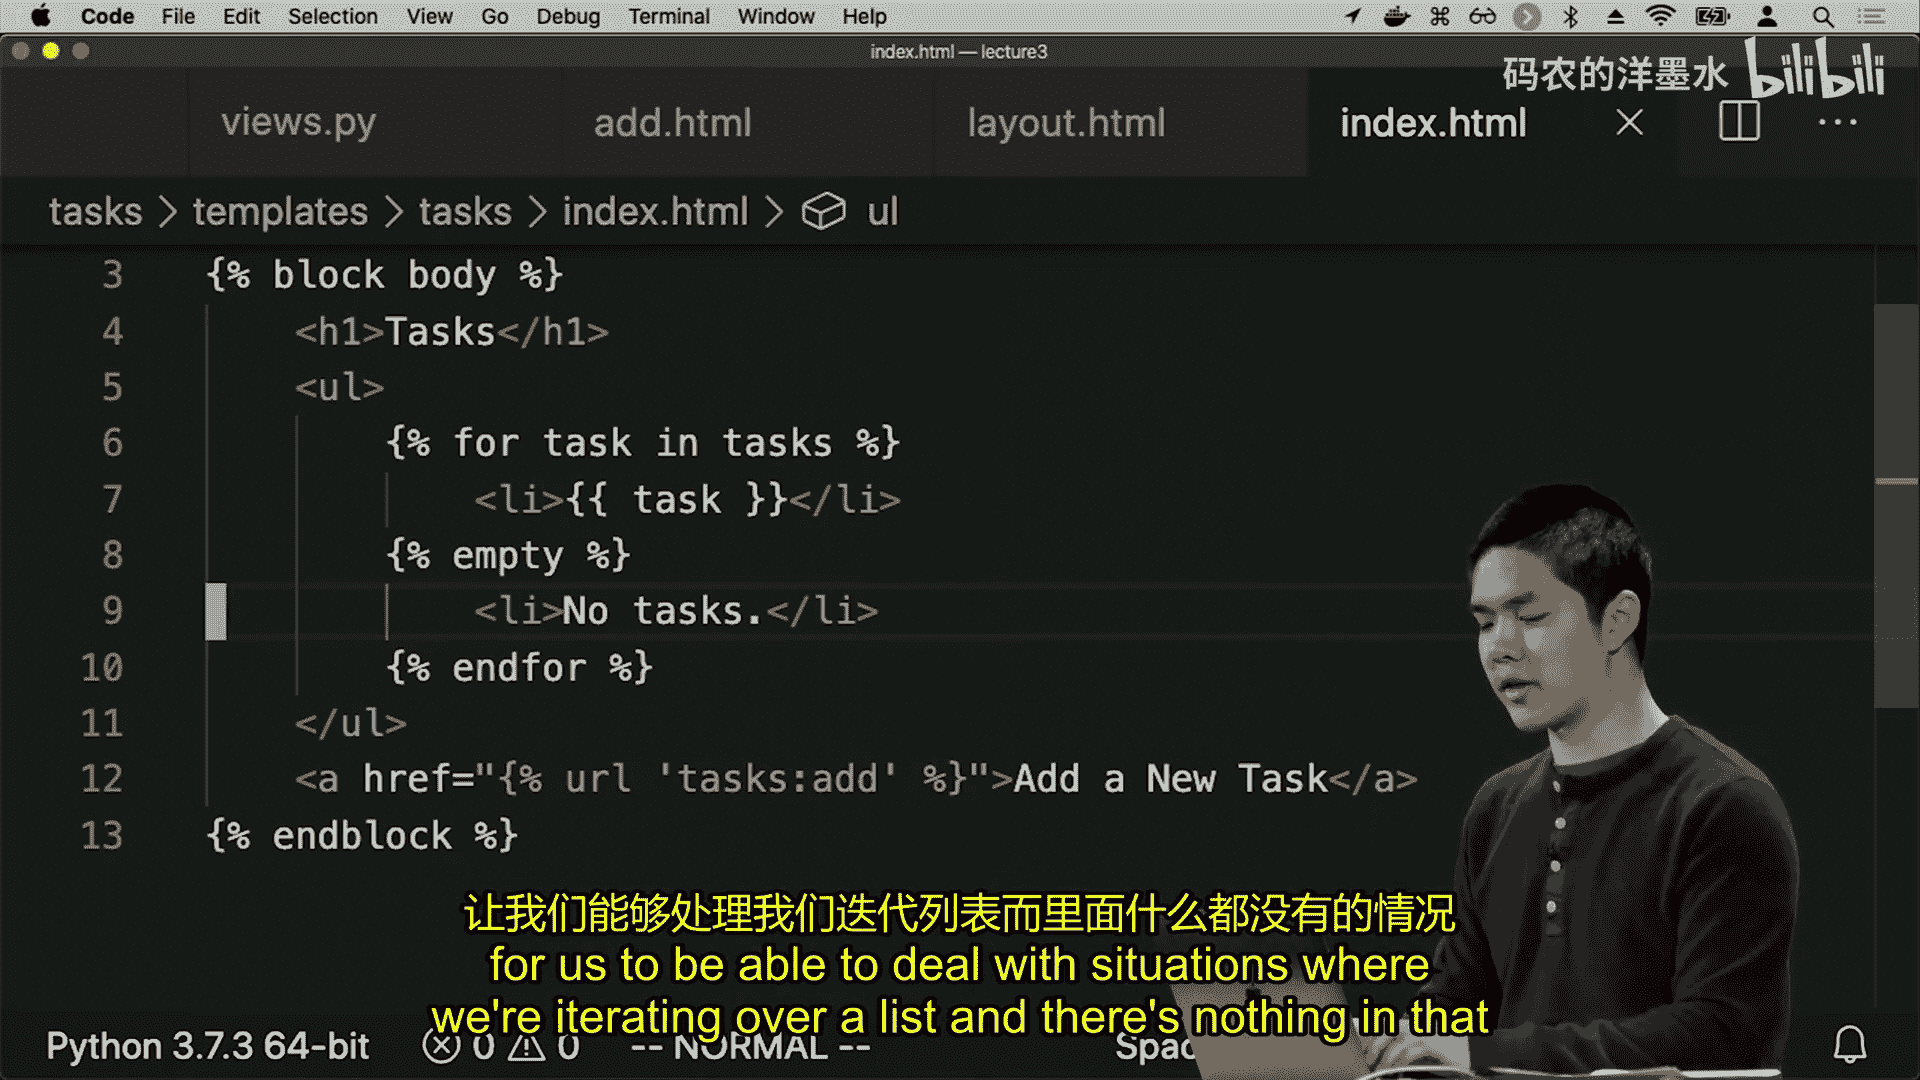 Code File Edit Selection View Go Debug Terminal Window Help
index.html — lecture3
码农的洋墨水 bilibili
views.py add.html layout.html index.html
tasks > templates > tasks > index.html > ul
3 {% block body %}
4 <h1>Tasks</h1>
5 <ul>
6 {% for task in tasks %}
7 <li>{{ task }}</li>
8 {% empty %}
9 <li>No tasks.</li>
10 {% endfor %}
11 </ul>
12 <a href="{% url 'tasks:add' %}">Add a New Task</a>
13 {% endblock %}
让我们能够处理我们迭代列表而里面什么都没有的情况
for us to be able to deal with situations where
we're iterating over a list and there's nothing in that
Python 3.7.3 64-bit 0 0 -- NORMAL --